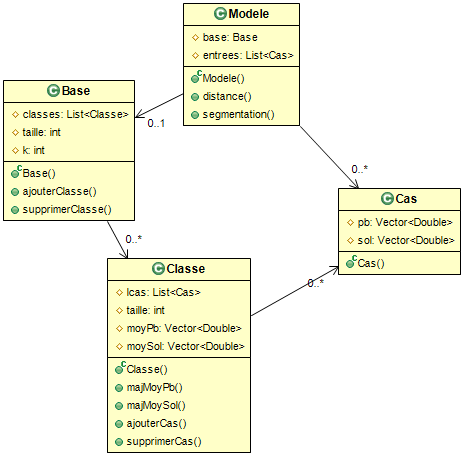 Modele
base: Base
entrees: List<Cas>
Modele()
distance()
segmentation()
Base
classes: List<Classe>
taille: int
k: int
Base()
ajouterClasse()
supprimerClasse()
0..1
0..*
Cas
pb: Vector<Double>
sol: Vector<Double>
Cas()
0..*
Classe
lcas: List<Cas>
taille: int
moyPb: Vector<Double>
moySol: Vector<Double>
Classe()
majMoyPb()
majMoySol()
ajouterCas()
supprimerCas()
0..*